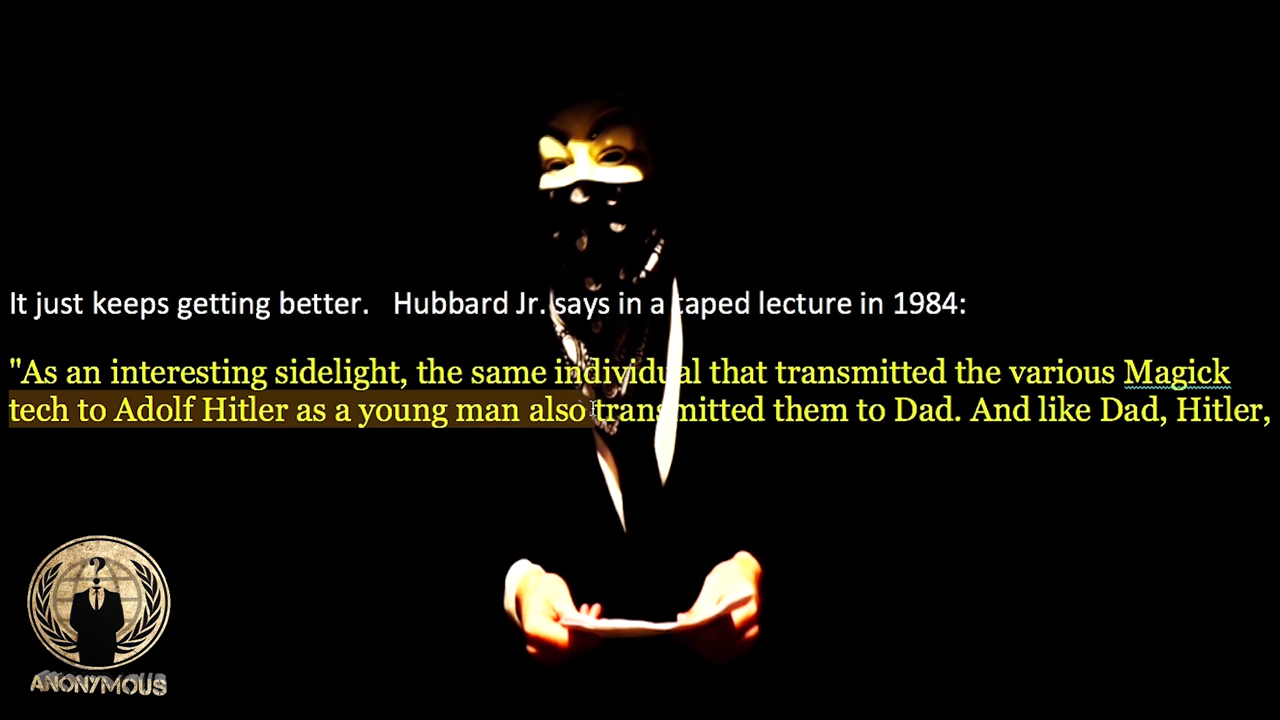 It just keeps getting better. Hubbard Jr. says in a taped lecture in 1984:
"As an interesting sidelight, the same individual that transmitted the various Magick
tech to Adolf Hitler as a young man also transmitted them to Dad. And like Dad, Hitler,
?
ANONYMOUS